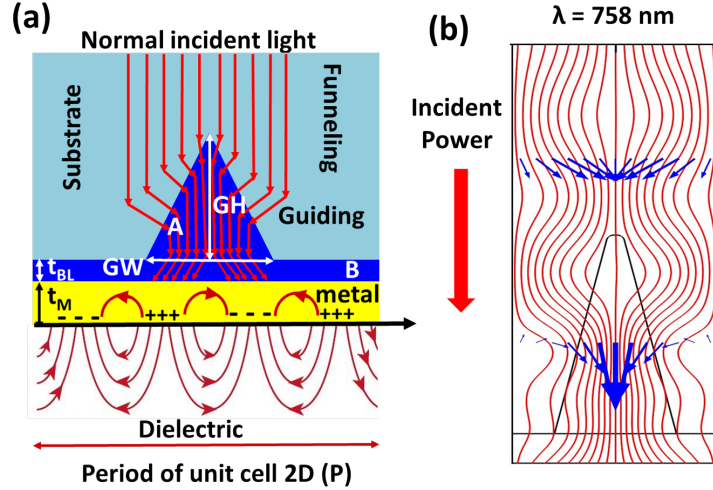 (a)
Normal incident light
Substrate
Funneling
GH
A
Guiding
t_BL
GW
B
t_M
metal
- - -
+++
- - -
+++
Dielectric
Period of unit cell 2D (P)
(b)
λ = 758 nm
Incident
Power